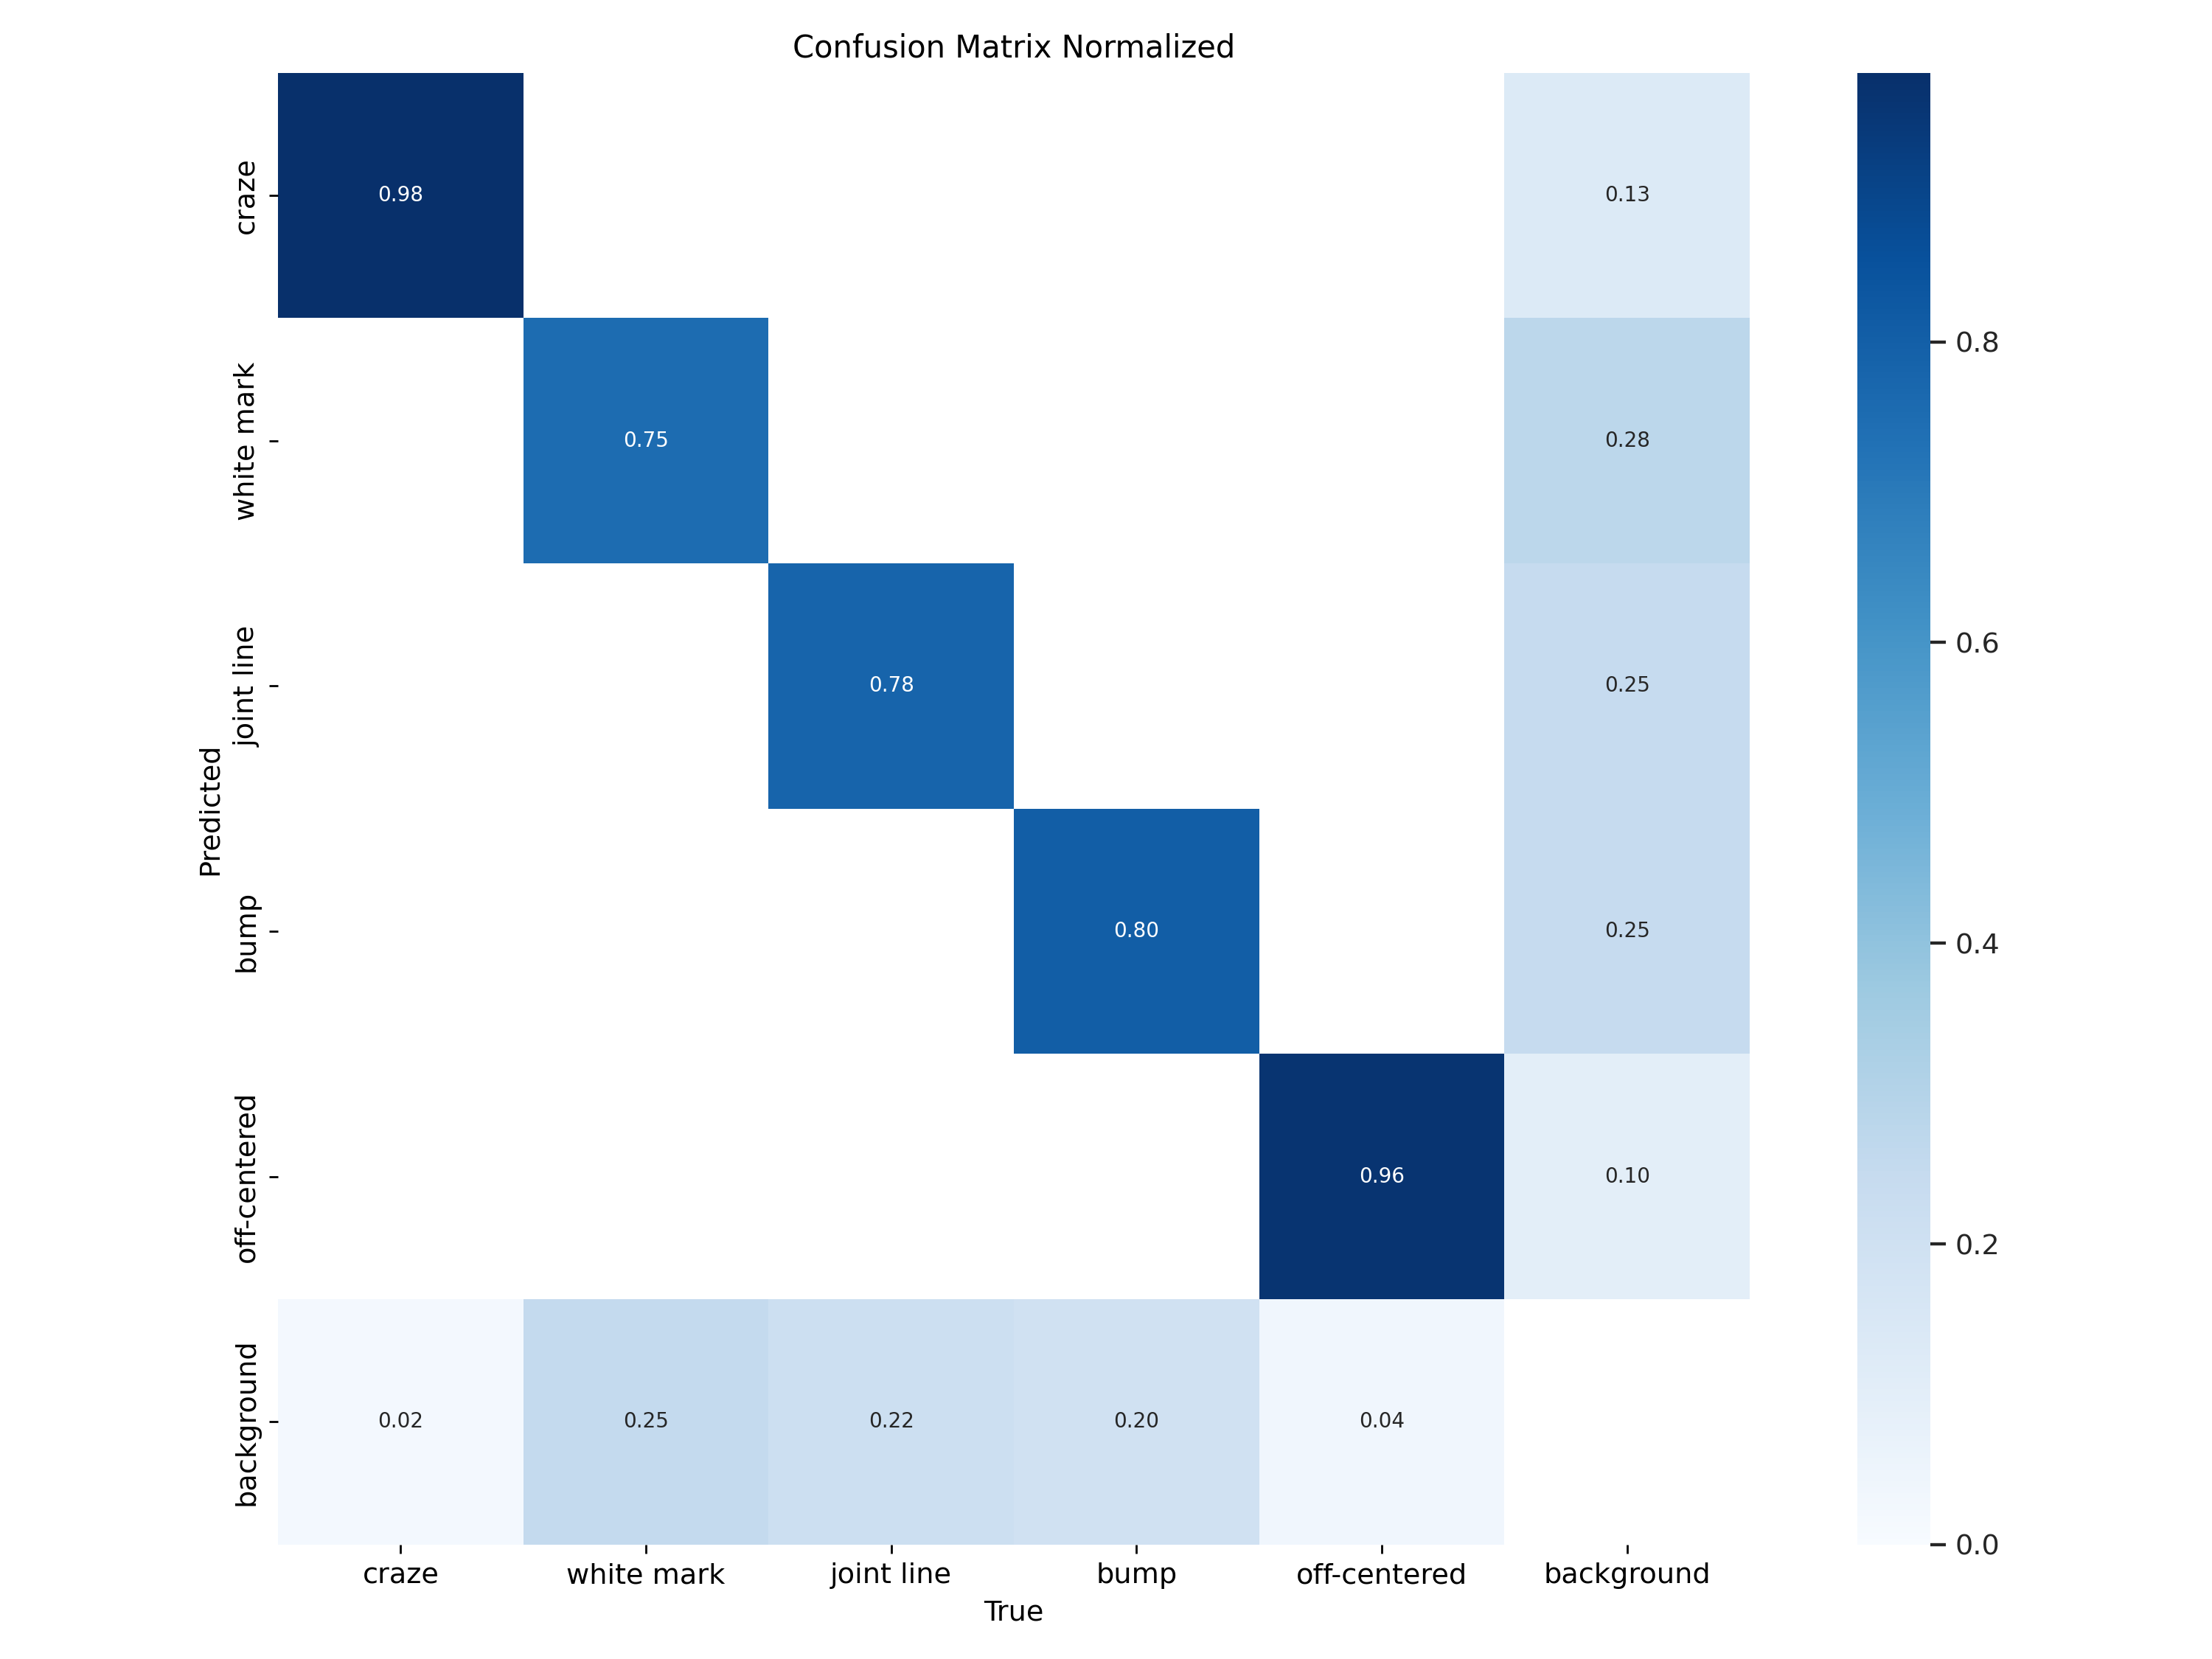 Confusion Matrix Normalized
craze
0.98
0.13
white mark
0.75
0.28
joint line
0.78
0.25
Predicted
bump
0.80
0.25
off-centered
0.96
0.10
background
0.02
0.25
0.22
0.20
0.04
craze
white mark
joint line
bump
off-centered
background
True
0.8
0.6
0.4
0.2
0.0